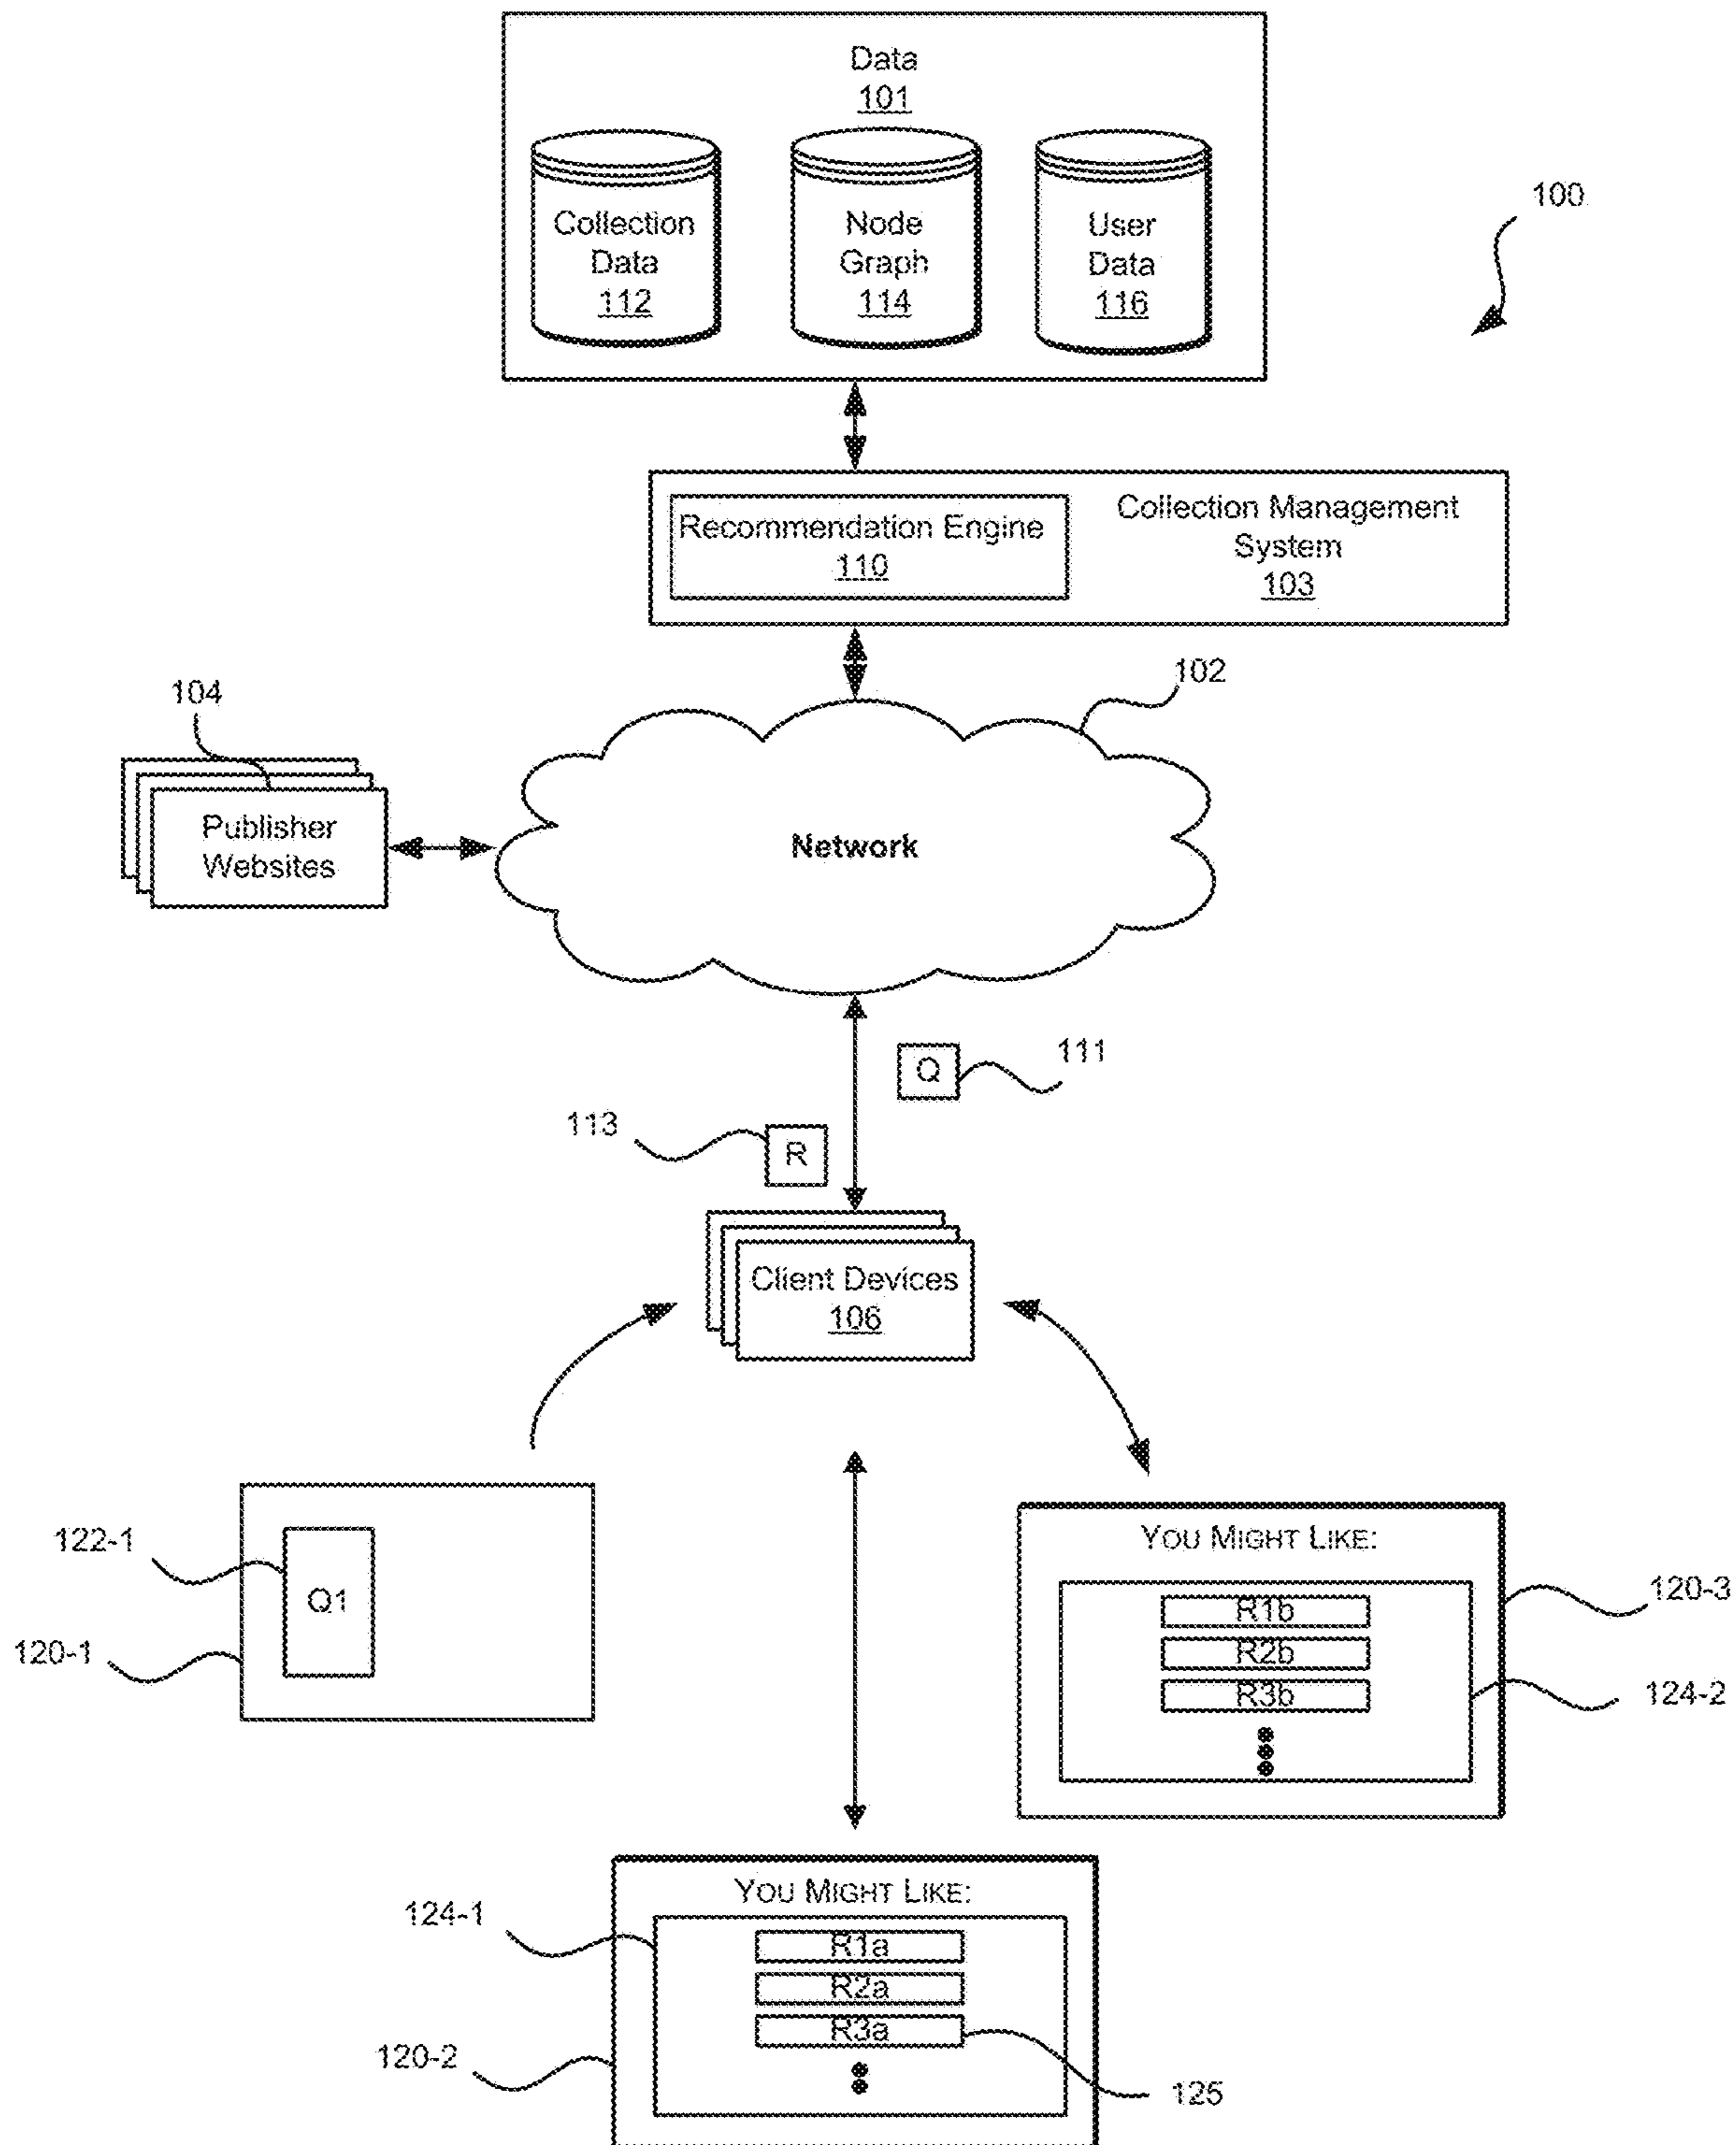 Data
101
Collection
Data
112
Node
Graph
114
User
Data
116
100
Recommendation Engine
110
Collection Management
System
103
102
104
Publisher
Websites
Network
Q
111
113
R
Client Devices
106
122-1
Q1
120-1
YOU MIGHT LIKE:
R1b
R2b
R3b
120-3
124-2
YOU MIGHT LIKE:
124-1
R1a
R2a
R3a
120-2
125